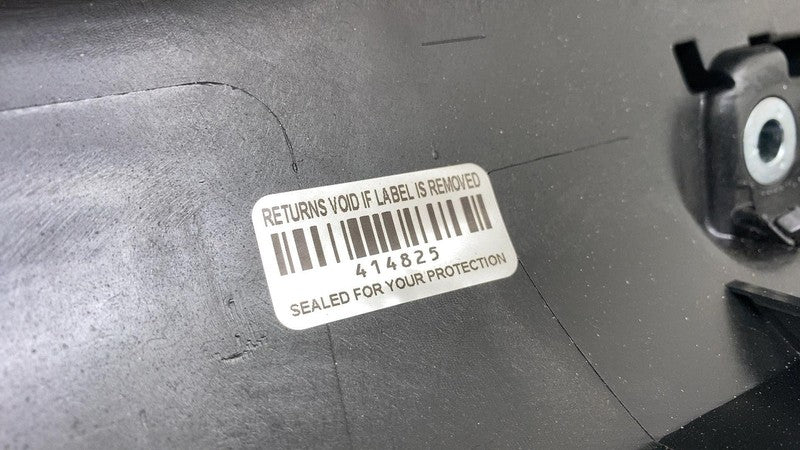 RETURNS VOID IF LABEL IS REMOVED
414825
SEALED FOR YOUR PROTECTION